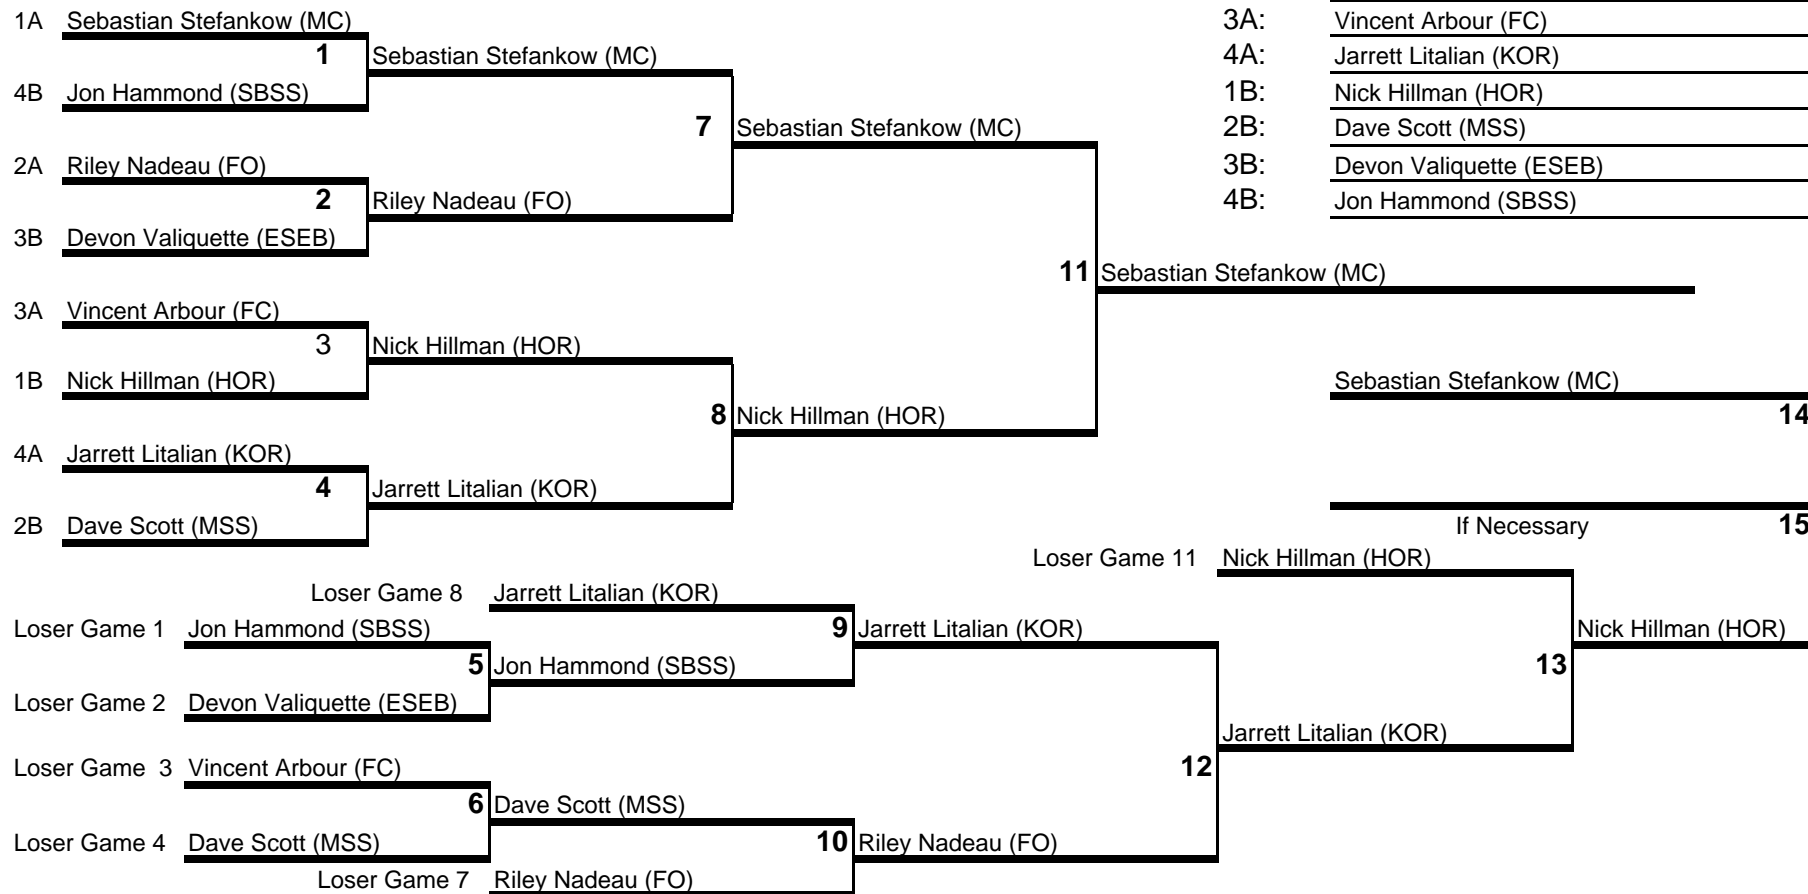 1A Sebastian Stefankow (MC) 3A: Vincent Arbour (FC)
1 Sebastian Stefankow (MC) 4A: Jarrett Litalian (KOR)
4B Jon Hammond (SBSS) 1B: Nick Hillman (HOR)
7 Sebastian Stefankow (MC) 2B: Dave Scott (MSS)
2A Riley Nadeau (FO) 3B: Devon Valiquette (ESEB)
2 Riley Nadeau (FO) 4B: Jon Hammond (SBSS)
3B Devon Valiquette (ESEB)
11 Sebastian Stefankow (MC)
3A Vincent Arbour (FC)
3 Nick Hillman (HOR)
1B Nick Hillman (HOR) Sebastian Stefankow (MC)
8 Nick Hillman (HOR) 14
4A Jarrett Litalian (KOR)
4 Jarrett Litalian (KOR)
2B Dave Scott (MSS) If Necessary 15
Loser Game 11 Nick Hillman (HOR)
Loser Game 8 Jarrett Litalian (KOR)
Loser Game 1 Jon Hammond (SBSS) 9 Jarrett Litalian (KOR) Nick Hillman (HOR)
5 Jon Hammond (SBSS) 13
Loser Game 2 Devon Valiquette (ESEB)
Jarrett Litalian (KOR)
Loser Game 3 Vincent Arbour (FC) 12
6 Dave Scott (MSS)
Loser Game 4 Dave Scott (MSS) 10 Riley Nadeau (FO)
Loser Game 7 Riley Nadeau (FO)